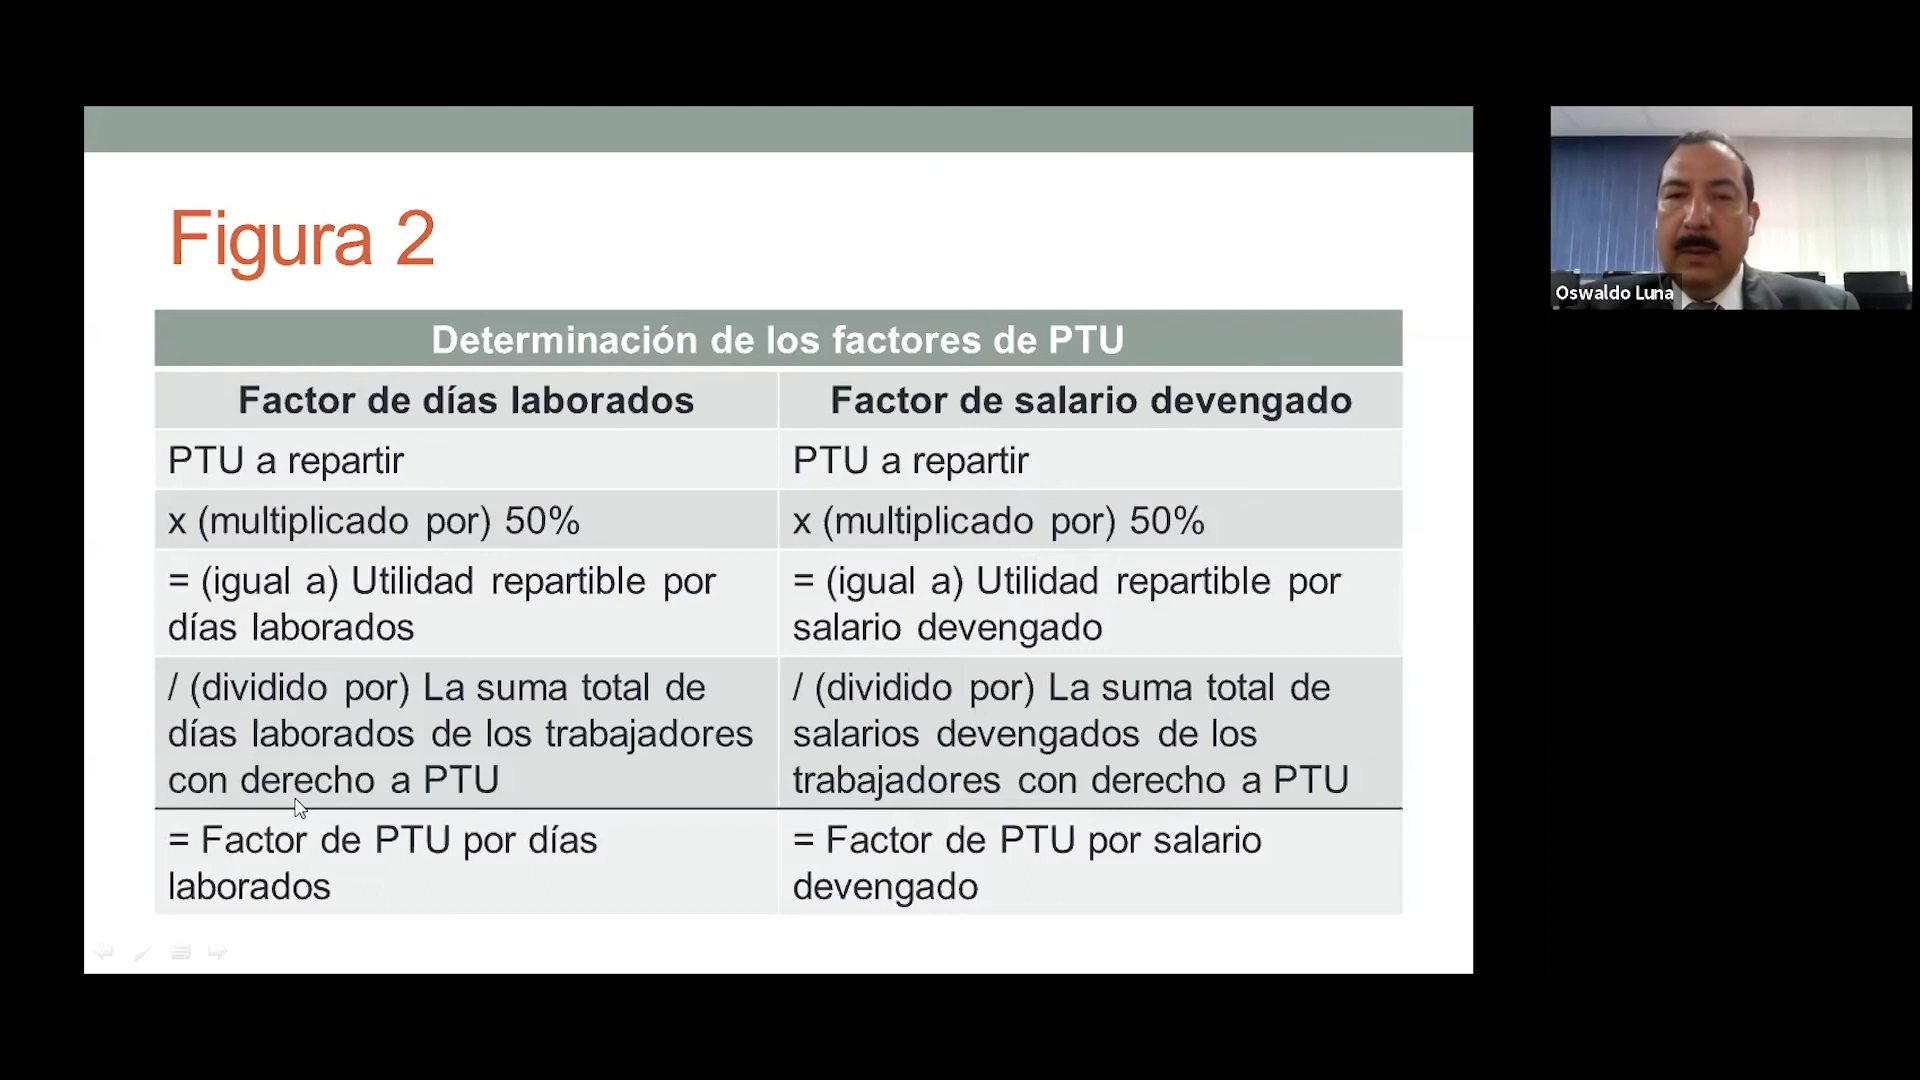 Figura 2
Determinación de los factores de PTU
Factor de días laborados
Factor de salario devengado
PTU a repartir
PTU a repartir
x (multiplicado por) 50%
x (multiplicado por) 50%
= (igual a) Utilidad repartible por
días laborados
= (igual a) Utilidad repartible por
salario devengado
/ (dividido por) La suma total de
días laborados de los trabajadores
con derecho a PTU
/ (dividido por) La suma total de
salarios devengados de los
trabajadores con derecho a PTU
= Factor de PTU por días
laborados
= Factor de PTU por salario
devengado
Oswaldo Luna